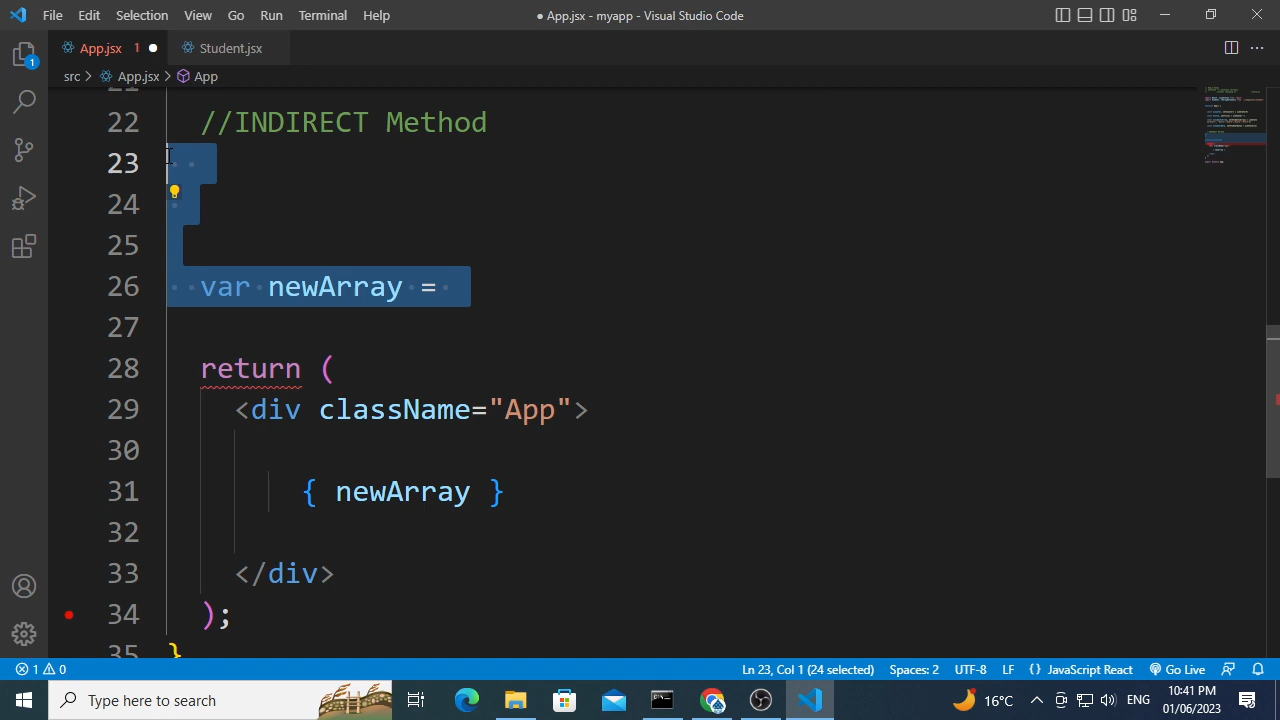 File Edit Selection View Go Run Terminal Help
● App.jsx - myapp - Visual Studio Code
App.jsx 1
Student.jsx
1
src > App.jsx > App
21
22 //INDIRECT Method
23
24
25
26 var newArray =
27
28 return (
29 <div className="App">
30
31 { newArray }
32
33 </div>
34 );
35 }
1 0
Ln 23, Col 1 (24 selected) Spaces: 2 UTF-8 LF {} JavaScript React Go Live
Type here to search
16°C ENG
10:41 PM
01/06/2023